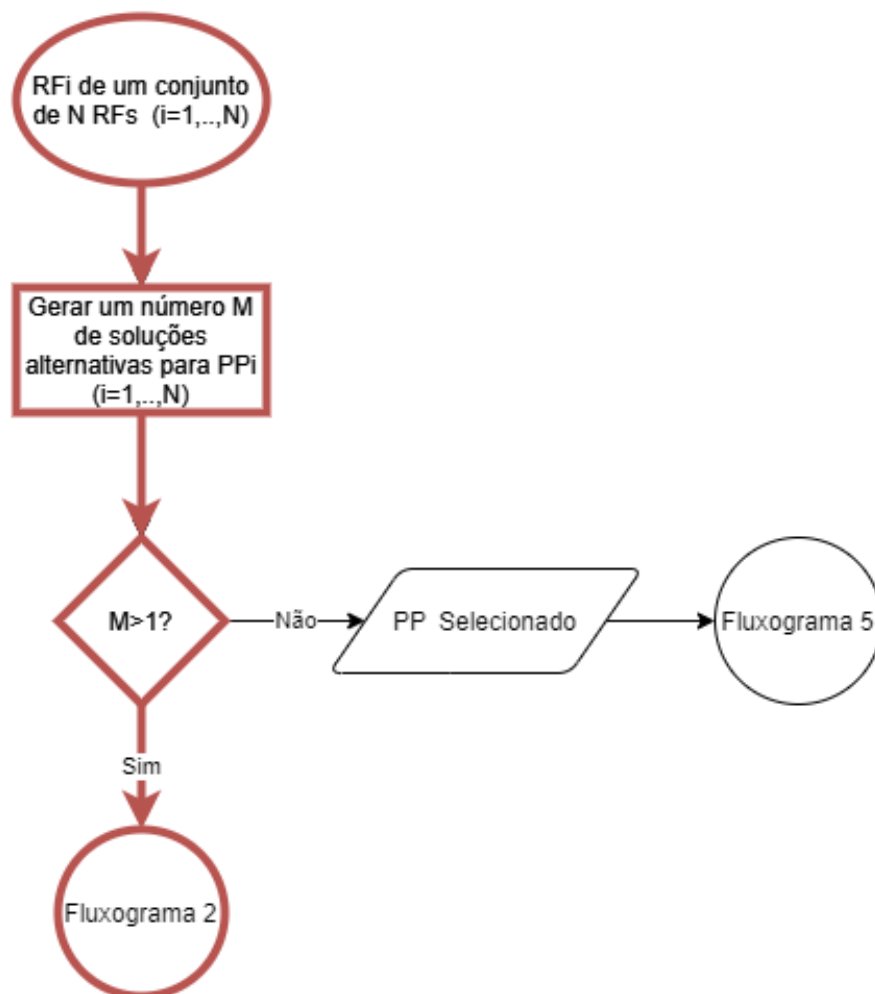 RFi de um conjunto
de N RFs (i=1,..,N)
Gerar um número M
de soluções
alternativas para PPi
(i=1,..,N)
M>1?
Não
PP Selecionado
Fluxograma 5
Sim
Fluxograma 2